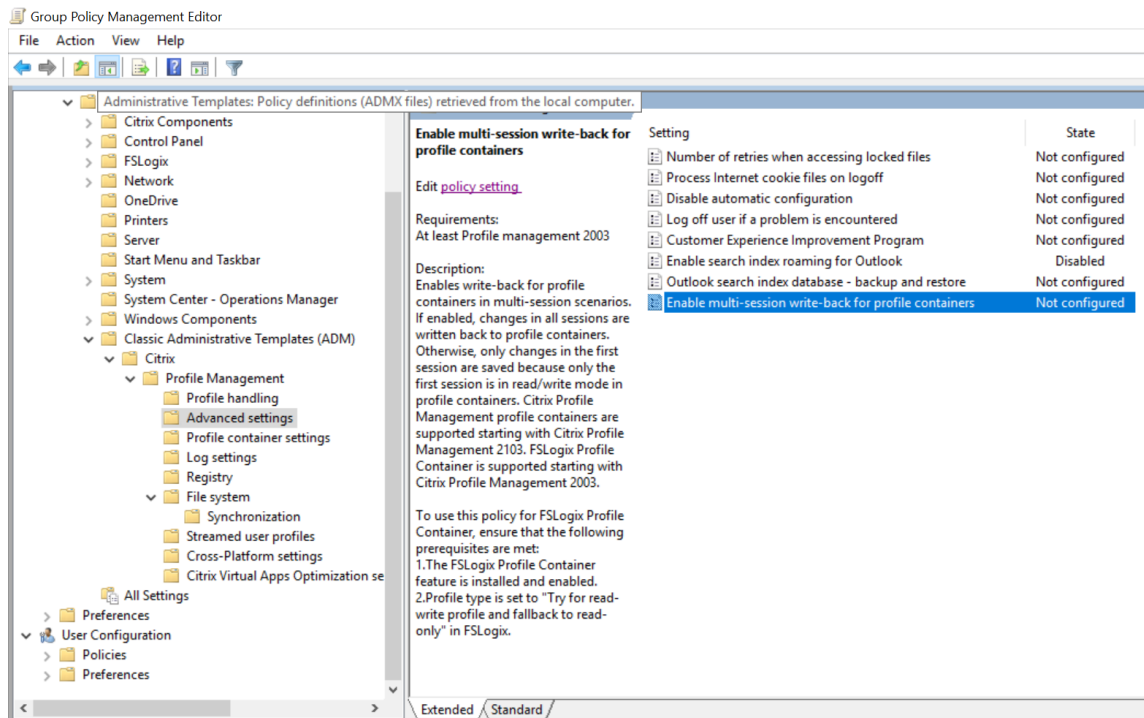 Group Policy Management Editor
File Action View Help
Administrative Templates: Policy definitions (ADMX files) retrieved from the local computer.
Citrix Components
Control Panel
FSLogix
Network
OneDrive
Printers
Server
Start Menu and Taskbar
System
System Center - Operations Manager
Windows Components
Classic Administrative Templates (ADM)
Citrix
Profile Management
Profile handling
Advanced settings
Profile container settings
Log settings
Registry
File system
Synchronization
Streamed user profiles
Cross-Platform settings
Citrix Virtual Apps Optimization se
All Settings
Preferences
User Configuration
Policies
Preferences
Enable multi-session write-back for
profile containers
Edit policy setting
Requirements:
At least Profile management 2003
Description:
Enables write-back for profile
containers in multi-session scenarios.
If enabled, changes in all sessions are
written back to profile containers.
Otherwise, only changes in the first
session are saved because only the
first session is in read/write mode in
profile containers. Citrix Profile
Management profile containers are
supported starting with Citrix Profile
Management 2103. FSLogix Profile
Container is supported starting with
Citrix Profile Management 2003.
To use this policy for FSLogix Profile
Container, ensure that the following
prerequisites are met:
1.The FSLogix Profile Container
feature is installed and enabled.
2.Profile type is set to "Try for read-
write profile and fallback to read-
only" in FSLogix.
Setting State
Number of retries when accessing locked files Not configured
Process Internet cookie files on logoff Not configured
Disable automatic configuration Not configured
Log off user if a problem is encountered Not configured
Customer Experience Improvement Program Not configured
Enable search index roaming for Outlook Disabled
Outlook search index database - backup and restore Not configured
Enable multi-session write-back for profile containers Not configured
Extended Standard